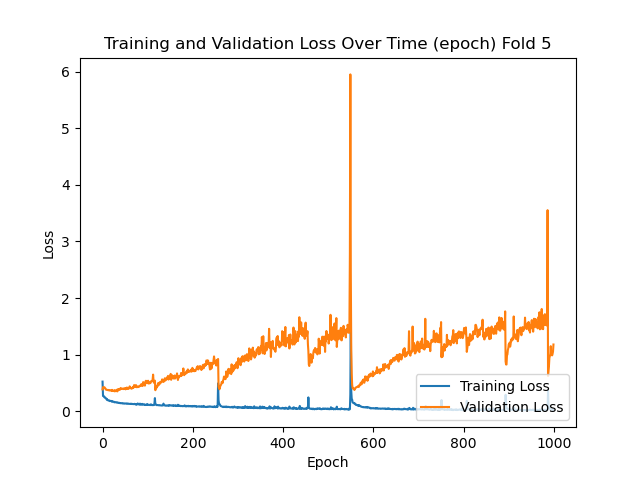 Training and Validation Loss Over Time (epoch) Fold 5
6
5
4
3
2
1
0
Loss
0
200
400
600
800
1000
Epoch
Training Loss
Validation Loss